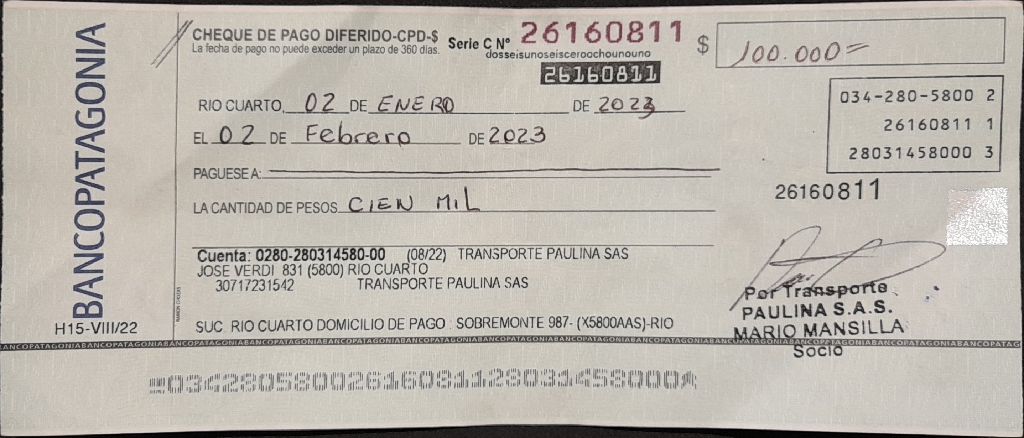 BANCOPATAGONIA
H15-VIII/22
CHEQUE DE PAGO DIFERIDO-CPD-$
La fecha de pago no puede exceder un plazo de 360 días.
Serie C Nº 26160811
dosseisunoseisceroochounouno
26160811
$ 100.000=
RIO CUARTO, 02 DE ENERO DE 2023
EL 02 DE Febrero DE 2023
034-280-5800 2
26160811 1
28031458000 3
PAGUESE A:
26160811
LA CANTIDAD DE PESOS CIEN MIL
Cuenta: 0280-280314580-00 (08/22) TRANSPORTE PAULINA SAS
JOSE VERDI 831 (5800) RIO CUARTO
30717231542 TRANSPORTE PAULINA SAS
SUC. RIO CUARTO DOMICILIO DE PAGO : SOBREMONTE 987- (X5800AAS)-RIO
Por Transporte
PAULINA S.A.S.
MARIO MANSILLA
Socio
BANCOPATAGONIABANCOPATAGONIABANCOPATAGONIABANCOPATAGONIABANCOPATAGONIABANCOPATAGONIABANCOPATAGONIABANCOPATAGONIA
03428058002616081128031458000